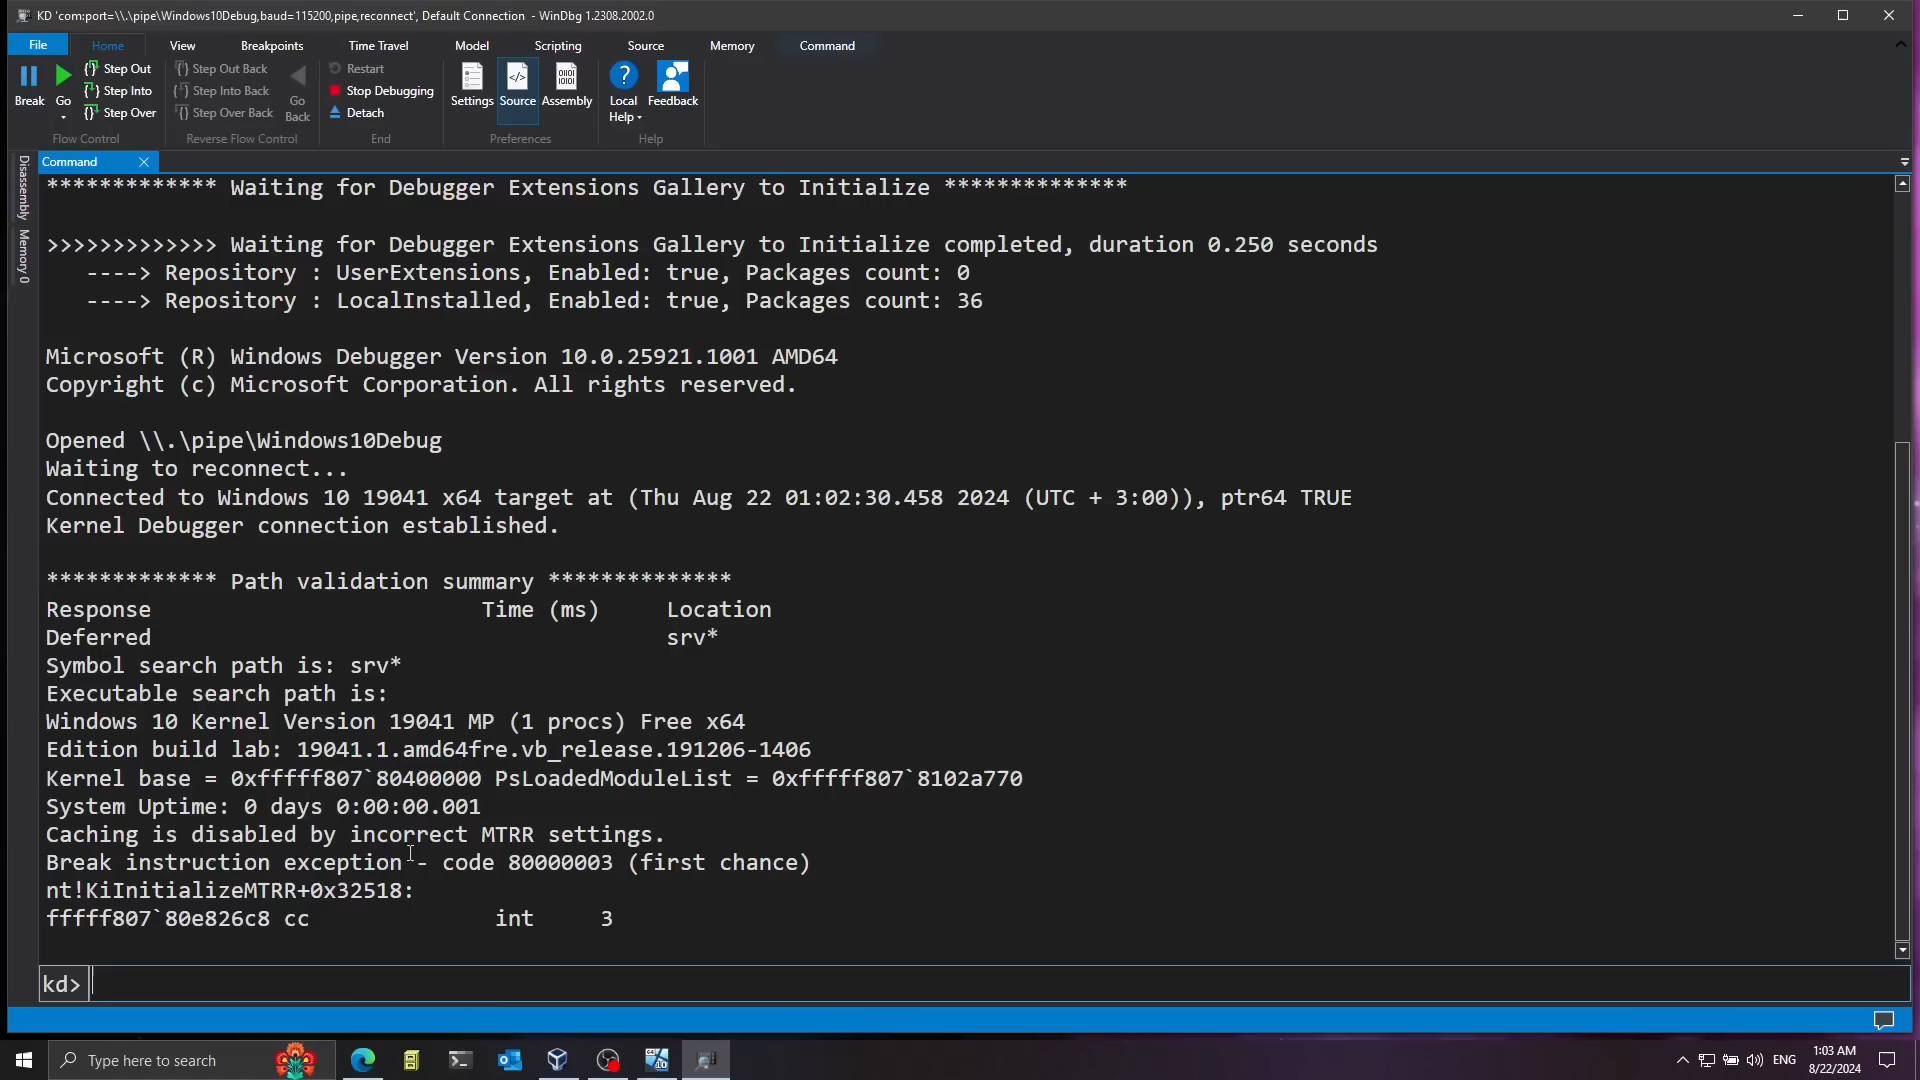 KD 'com:port=\\.\pipe\Windows10Debug,baud=115200,pipe,reconnect', Default Connection - WinDbg 1.2308.2002.0
File Home View Breakpoints Time Travel Model Scripting Source Memory Command
Break
Go
Step Out
Step Into
Step Over
Flow Control
Step Out Back
Step Into Back
Step Over Back
Go Back
Reverse Flow Control
Restart
Stop Debugging
Detach
End
Settings
Source
Assembly
Preferences
Local Help
Feedback
Help
Disassembly
Memory 0
Command
************* Waiting for Debugger Extensions Gallery to Initialize **************
>>>>>>>>>>>>> Waiting for Debugger Extensions Gallery to Initialize completed, duration 0.250 seconds
----> Repository : UserExtensions, Enabled: true, Packages count: 0
----> Repository : LocalInstalled, Enabled: true, Packages count: 36
Microsoft (R) Windows Debugger Version 10.0.25921.1001 AMD64
Copyright (c) Microsoft Corporation. All rights reserved.
Opened \\.\pipe\Windows10Debug
Waiting to reconnect...
Connected to Windows 10 19041 x64 target at (Thu Aug 22 01:02:30.458 2024 (UTC + 3:00)), ptr64 TRUE
Kernel Debugger connection established.
************* Path validation summary **************
Response Time (ms) Location
Deferred srv*
Symbol search path is: srv*
Executable search path is:
Windows 10 Kernel Version 19041 MP (1 procs) Free x64
Edition build lab: 19041.1.amd64fre.vb_release.191206-1406
Kernel base = 0xfffff807`80400000 PsLoadedModuleList = 0xfffff807`8102a770
System Uptime: 0 days 0:00:00.001
Caching is disabled by incorrect MTRR settings.
Break instruction exception - code 80000003 (first chance)
nt!KiInitializeMTRR+0x32518:
fffff807`80e826c8 cc int 3
kd>
Type here to search
ENG
1:03 AM
8/22/2024